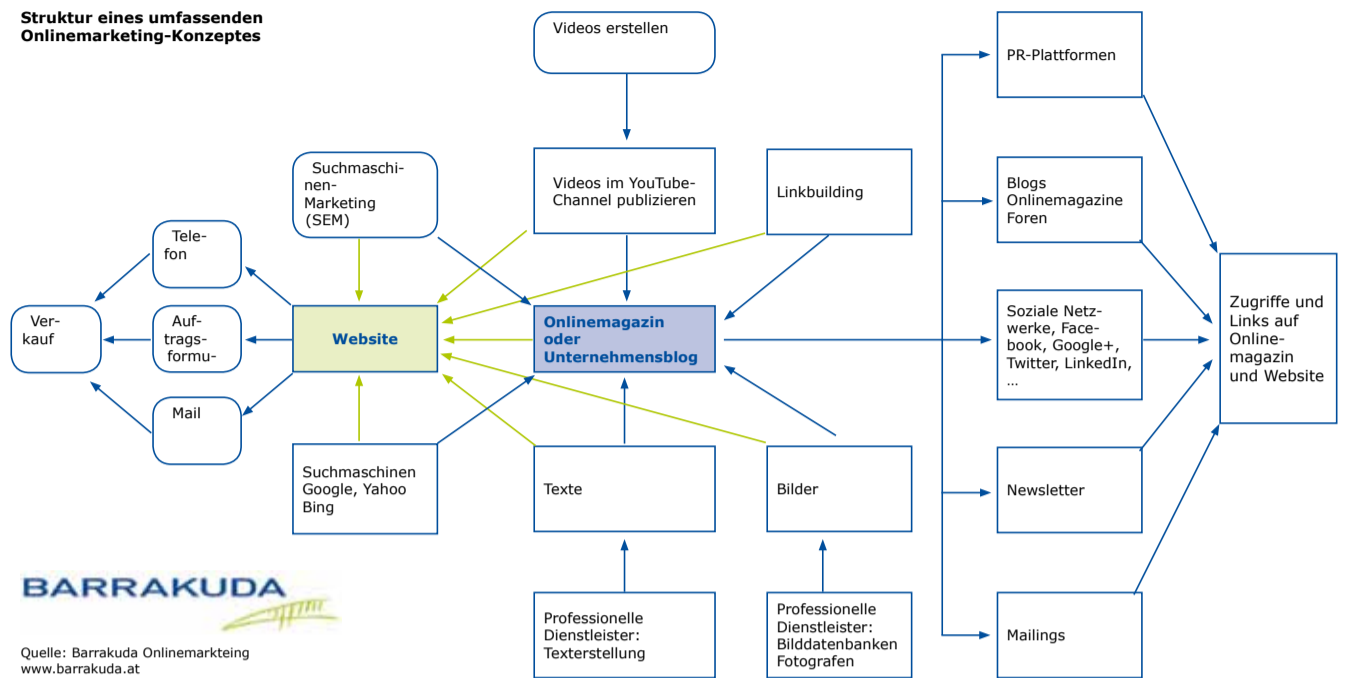 Struktur eines umfassenden
Onlinemarketing-Konzeptes
Videos erstellen
PR-Plattformen
Suchmaschi-
nen-
Marketing
(SEM)
Videos im YouTube-
Channel publizieren
Linkbuilding
Blogs
Onlinemagazine
Foren
Tele-
fon
Ver-
kauf
Auf-
trags-
formu-
Website
Onlinemagazin
oder
Unternehmensblog
Soziale Netz-
werke, Face-
book, Google+,
Twitter, LinkedIn,
...
Zugriffe und
Links auf
Online-
magazin
und Website
Mail
Suchmaschinen
Google, Yahoo
Bing
Texte
Bilder
Newsletter
Professionelle
Dienstleister:
Texterstellung
Professionelle
Dienstleister:
Bilddatenbanken
Fotografen
Mailings
BARRAKUDA
Quelle: Barrakuda Onlinemarkteing
www.barrakuda.at